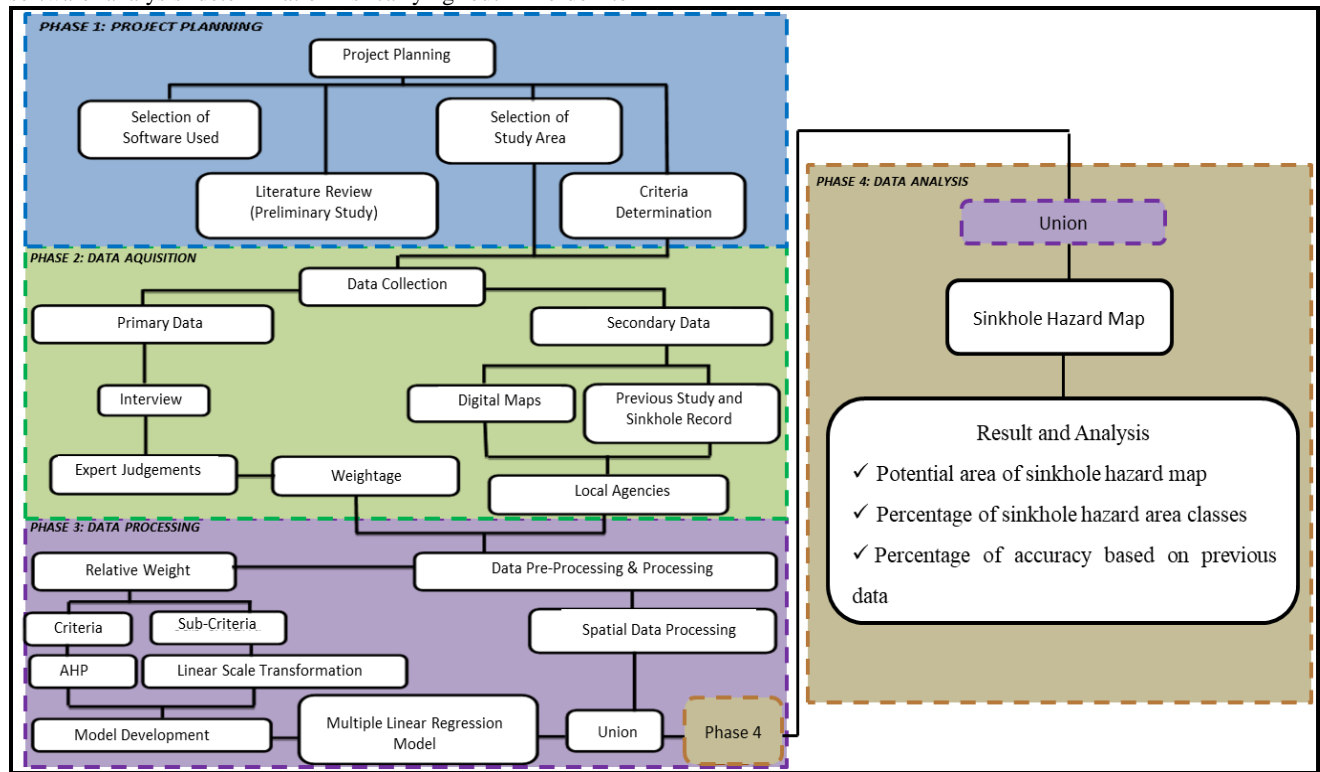 PHASE 1: PROJECT PLANNING
Project Planning
Selection of
Software Used
Selection of
Study Area
Literature Review
(Preliminary Study)
Criteria
Determination
PHASE 2: DATA AQUISITION
Data Collection
Primary Data
Secondary Data
Interview
Digital Maps
Previous Study and
Sinkhole Record
Expert Judgements
Weightage
Local Agencies
PHASE 3: DATA PROCESSING
Relative Weight
Data Pre-Processing & Processing
Criteria
Sub-Criteria
Spatial Data Processing
AHP
Linear Scale Transformation
Model Development
Multiple Linear Regression
Model
Union
Phase 4
PHASE 4: DATA ANALYSIS
Union
Sinkhole Hazard Map
Result and Analysis
✓ Potential area of sinkhole hazard map
✓ Percentage of sinkhole hazard area classes
✓ Percentage of accuracy based on previous
data